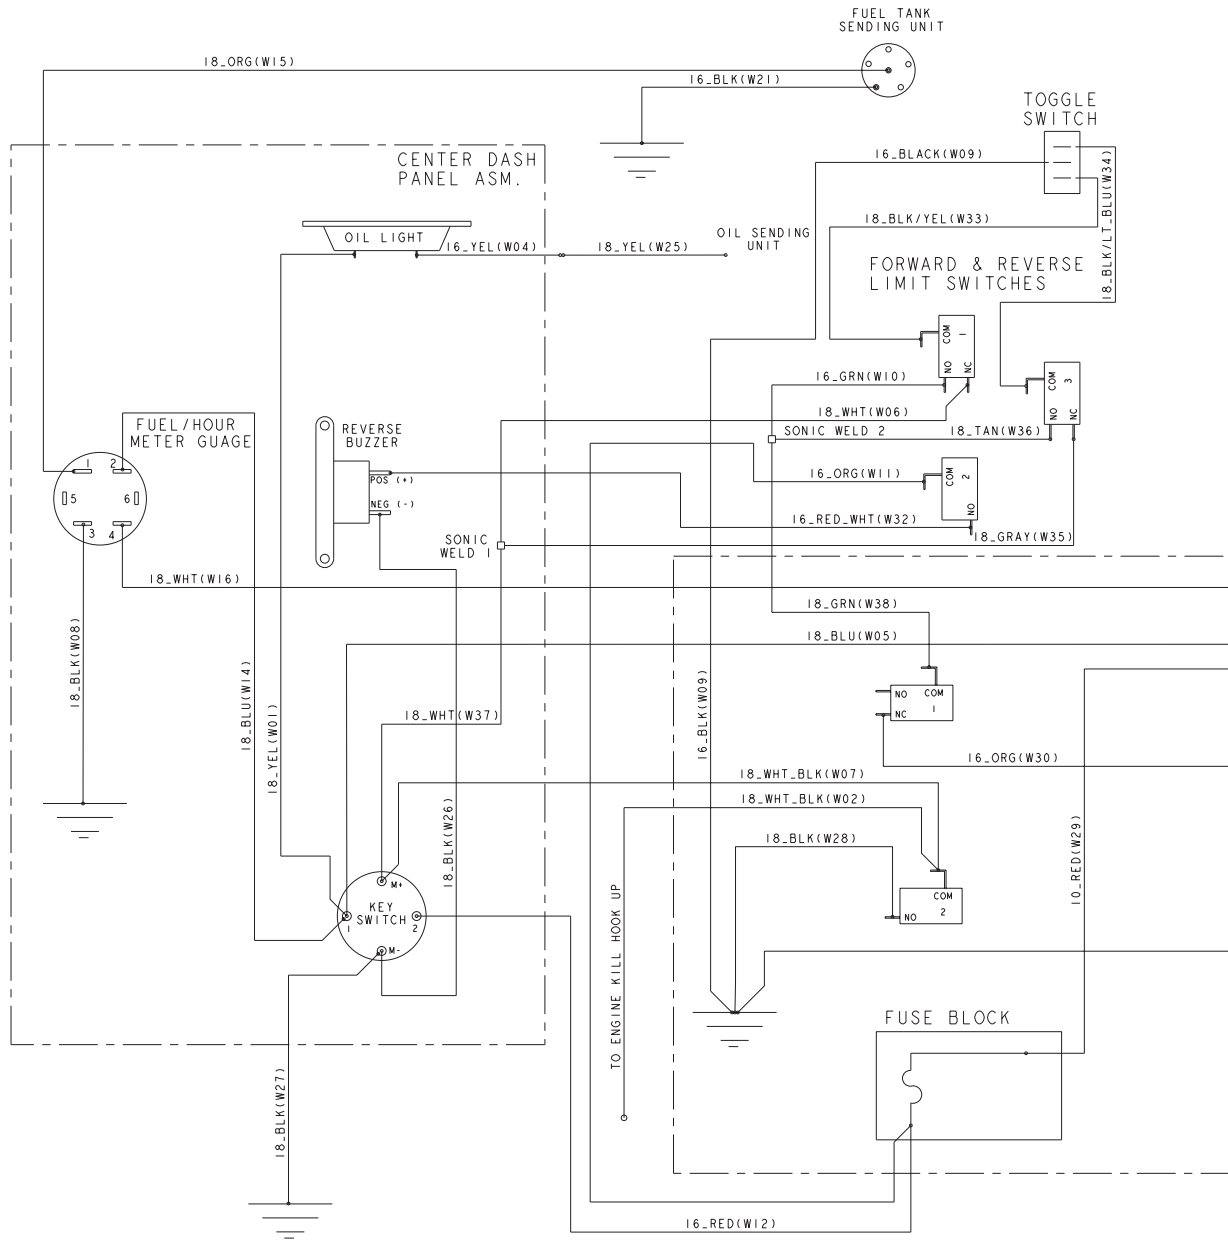 FUEL TANK
SENDING UNIT
18_ORG(W15)
16_BLK(W21)
TOGGLE
SWITCH
CENTER DASH
PANEL ASM.
16_BLACK(W09)
18_BLK/LT_BLU(W34)
OIL LIGHT
16_YEL(W04)
18_YEL(W25)
OIL SENDING
UNIT
18_BLK/YEL(W33)
FORWARD & REVERSE
LIMIT SWITCHES
COM
1
NO
NC
16_GRN(W10)
COM
3
NO
NC
18_WHT(W06)
SONIC WELD 2
18_TAN(W36)
FUEL/HOUR
METER GUAGE
REVERSE
BUZZER
1
2
5
6
3
4
POS (+)
NEG (-)
16_ORG(W11)
COM
2
NO
16_RED_WHT(W32)
SONIC
WELD 1
18_GRAY(W35)
18_WHT(W16)
18_GRN(W38)
18_BLU(W05)
18_BLK(W08)
18_BLU(W14)
18_YEL(W01)
18_WHT(W37)
16_BLK(W09)
NO
COM
NC
1
16_ORG(W30)
18_WHT_BLK(W07)
18_WHT_BLK(W02)
18_BLK(W28)
18_BLK(W26)
10_RED(W29)
M+
KEY
SWITCH
1
2
M-
COM
NO
2
TO ENGINE KILL HOOK UP
FUSE BLOCK
18_BLK(W27)
16_RED(W12)